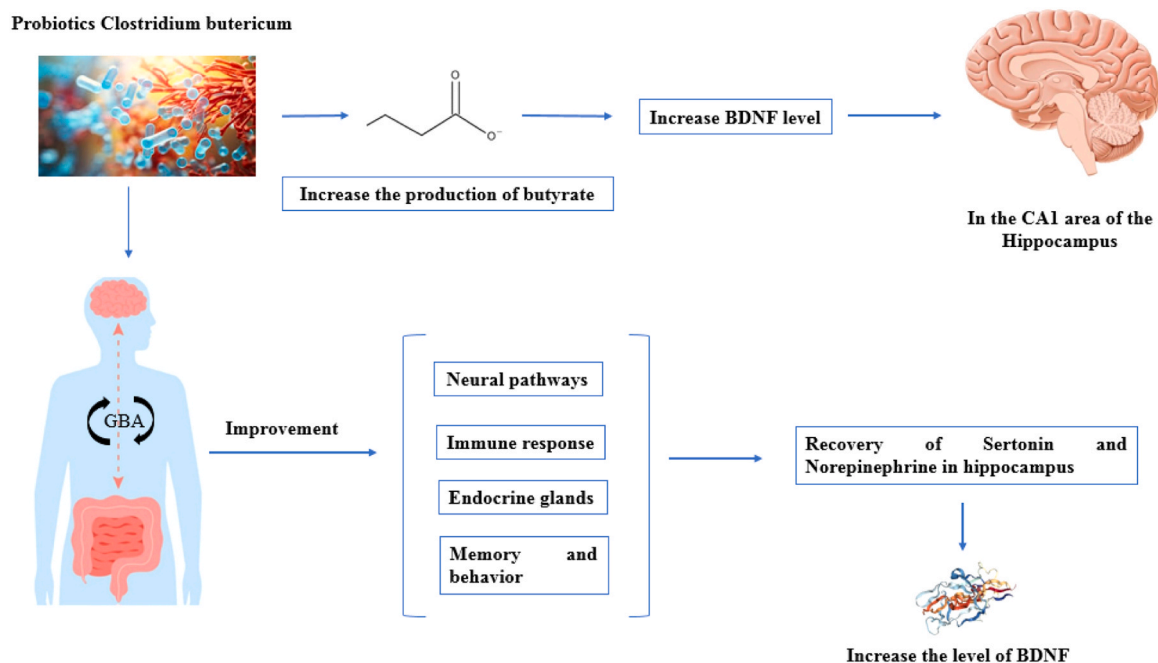 Probiotics Clostridium butericum
O
O⁻
Increase BDNF level
Increase the production of butyrate
In the CA1 area of the
Hippocampus
GBA
Improvement
Neural pathways
Immune response
Endocrine glands
Memory and
behavior
Recovery of Sertonin and
Norepinephrine in hippocampus
Increase the level of BDNF